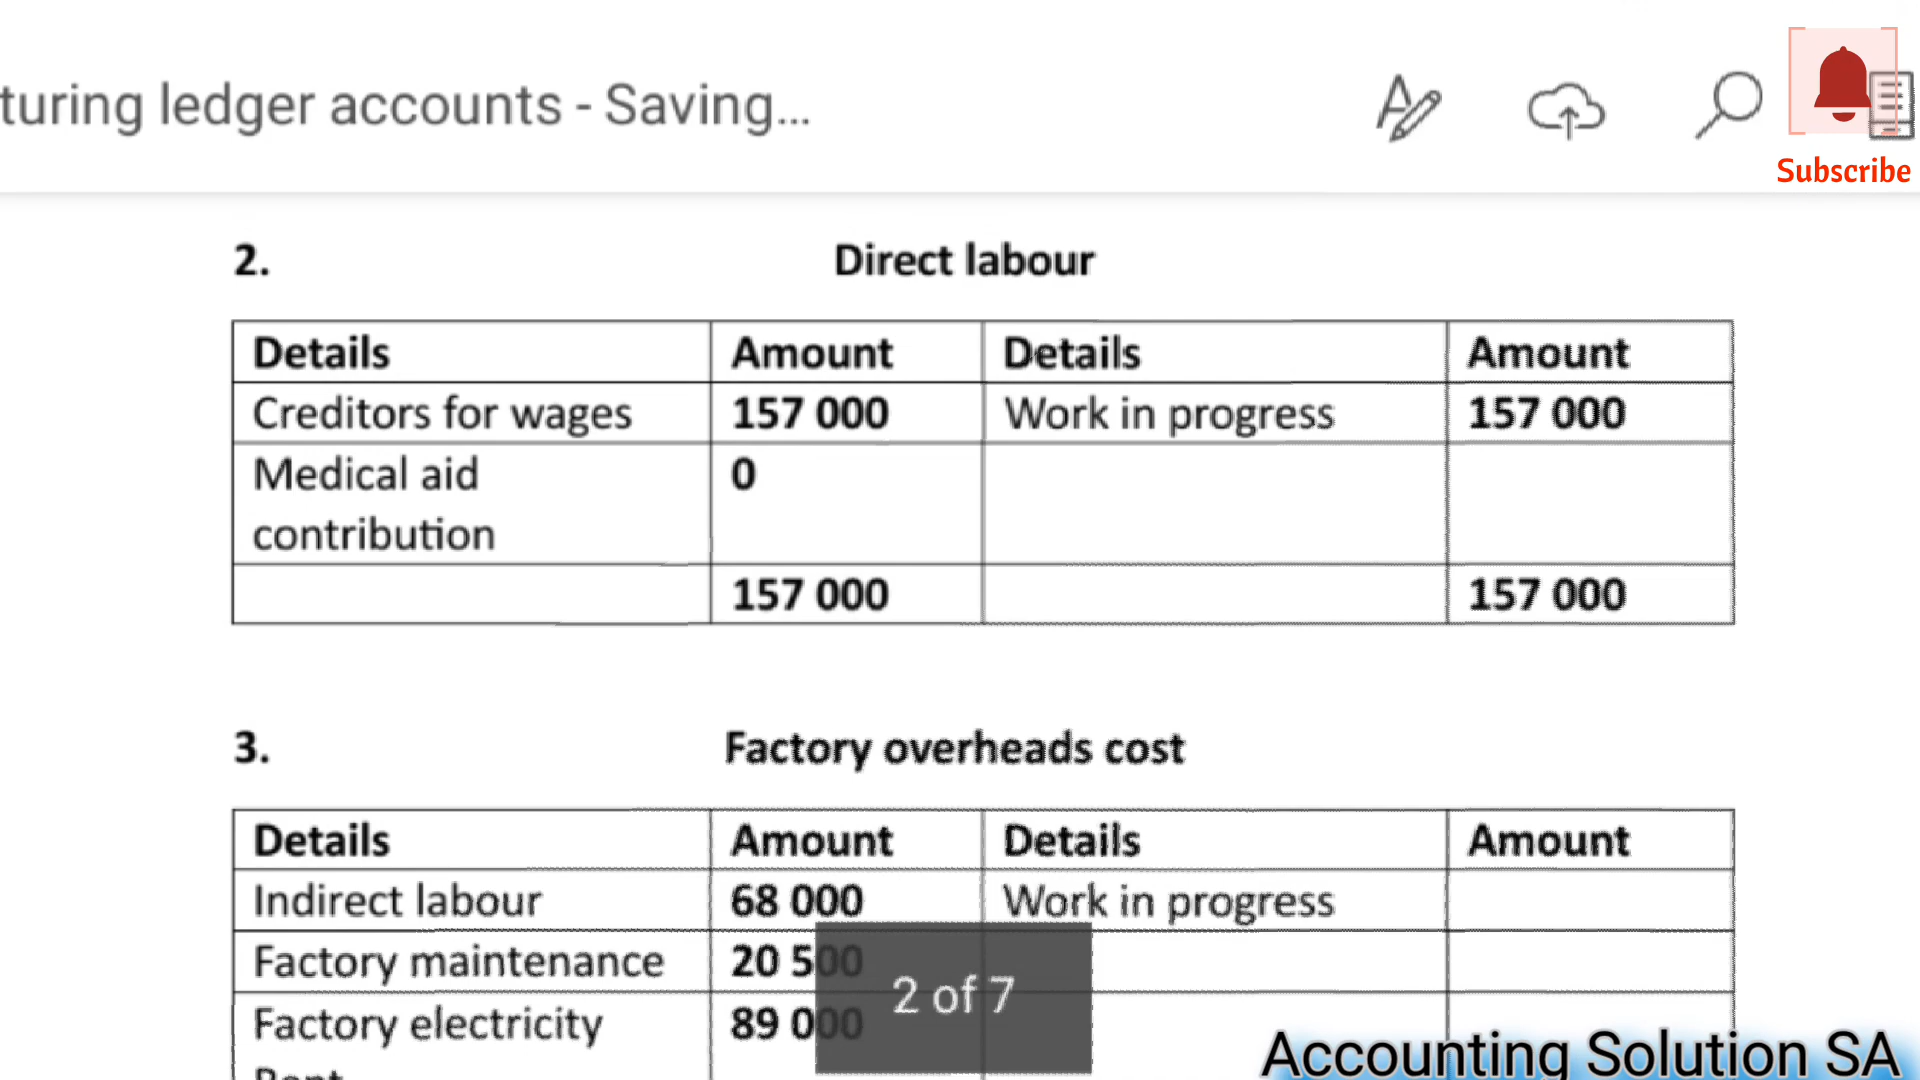 turing ledger accounts - Saving...
Subscribe
2. Direct labour
Details Amount Details Amount
Creditors for wages 157 000 Work in progress 157 000
Medical aid 0
contribution
157 000 157 000
3. Factory overheads cost
Details Amount Details Amount
Indirect labour 68 000 Work in progress
Factory maintenance 20 500
Factory electricity 89 000
2 of 7
Accounting Solution SA